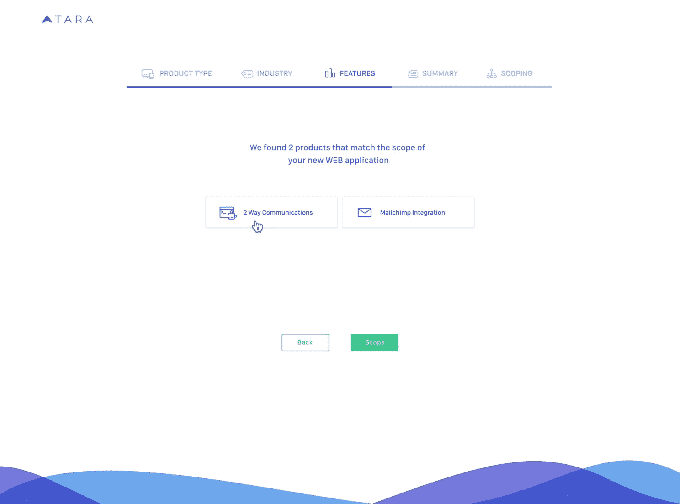 ATARA
PRODUCT TYPE INDUSTRY FEATURES SUMMARY SCOPING
We found 2 products that match the scope of
your new WEB application
2 Way Communications Mailchimp Integration
Back Scope